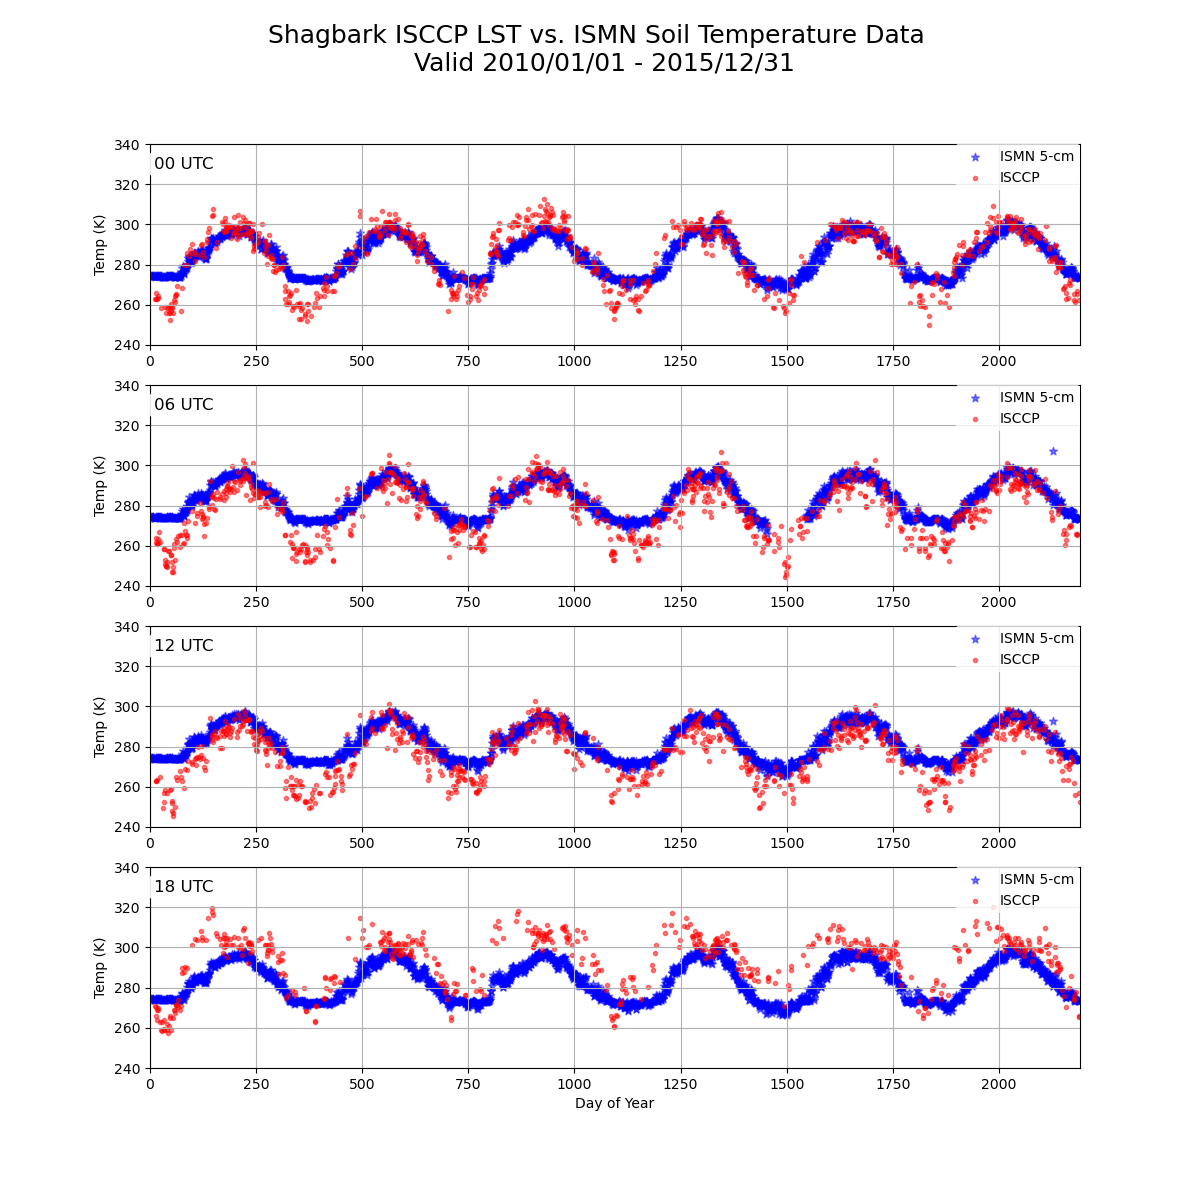 Shagbark ISCCP LST vs. ISMN Soil Temperature Data
Valid 2010/01/01 - 2015/12/31
340
320
300
280
260
240
Temp (K)
00 UTC
ISMN 5-cm
ISCCP
0 250 500 750 1000 1250 1500 1750 2000
340
320
300
280
260
240
Temp (K)
06 UTC
ISMN 5-cm
ISCCP
0 250 500 750 1000 1250 1500 1750 2000
340
320
300
280
260
240
Temp (K)
12 UTC
ISMN 5-cm
ISCCP
0 250 500 750 1000 1250 1500 1750 2000
340
320
300
280
260
240
Temp (K)
18 UTC
ISMN 5-cm
ISCCP
0 250 500 750 1000 1250 1500 1750 2000
Day of Year